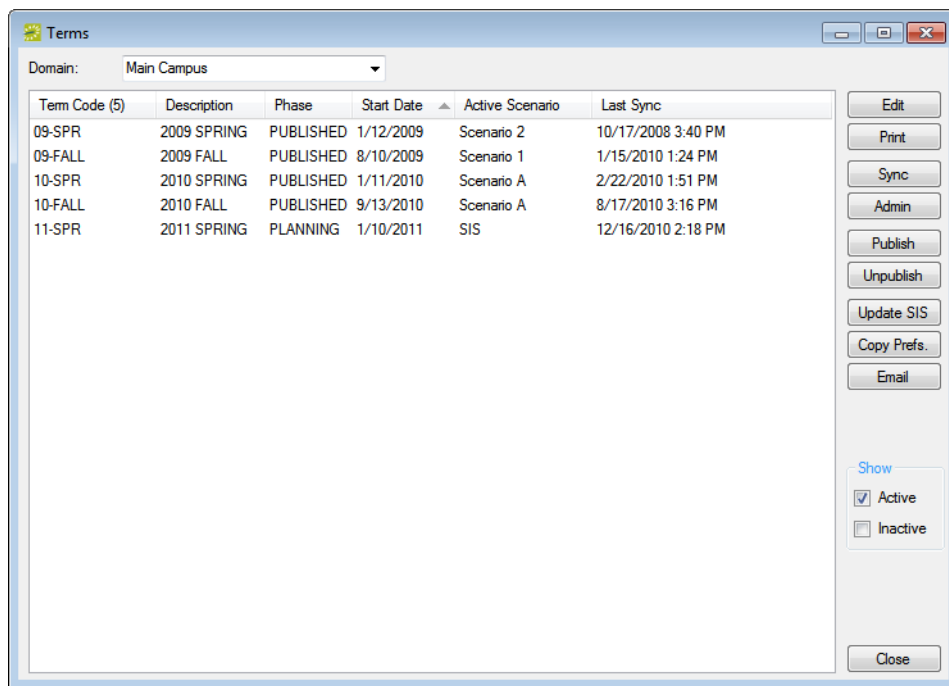 Terms
Domain: Main Campus
Term Code (5) Description Phase Start Date Active Scenario Last Sync
09-SPR 2009 SPRING PUBLISHED 1/12/2009 Scenario 2 10/17/2008 3:40 PM
09-FALL 2009 FALL PUBLISHED 8/10/2009 Scenario 1 1/15/2010 1:24 PM
10-SPR 2010 SPRING PUBLISHED 1/11/2010 Scenario A 2/22/2010 1:51 PM
10-FALL 2010 FALL PUBLISHED 9/13/2010 Scenario A 8/17/2010 3:16 PM
11-SPR 2011 SPRING PLANNING 1/10/2011 SIS 12/16/2010 2:18 PM
Edit
Print
Sync
Admin
Publish
Unpublish
Update SIS
Copy Prefs.
Email
Show
Active
Inactive
Close